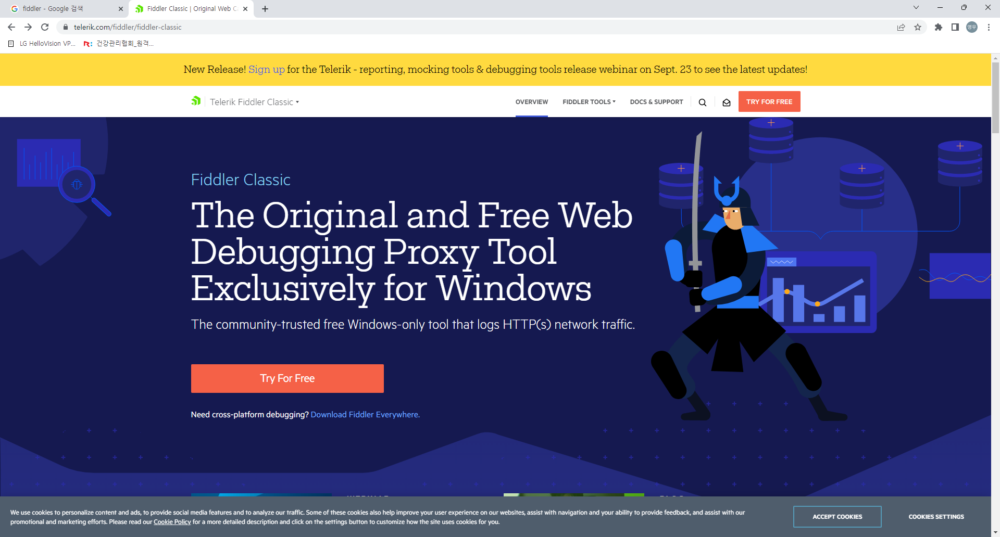 fiddler - Google 검색
Fiddler Classic | Original Web C
telerik.com/fiddler/fiddler-classic
영우
LG HelloVision VP...
건강관리협회_원격...
New Release! Sign up for the Telerik - reporting, mocking tools & debugging tools release webinar on Sept. 23 to see the latest updates!
Telerik Fiddler Classic
OVERVIEW
FIDDLER TOOLS
DOCS & SUPPORT
TRY FOR FREE
Fiddler Classic
The Original and Free Web
Debugging Proxy Tool
Exclusively for Windows
The community-trusted free Windows-only tool that logs HTTP(s) network traffic.
Try For Free
Need cross-platform debugging? Download Fiddler Everywhere.
We use cookies to personalize content and ads, to provide social media features and to analyze our traffic. Some of these cookies also help improve your user experience on our websites, assist with navigation and your ability to provide feedback, and assist with our
promotional and marketing efforts. Please read our Cookie Policy for a more detailed description and click on the settings button to customize how the site uses cookies for you.
ACCEPT COOKIES
COOKIES SETTINGS